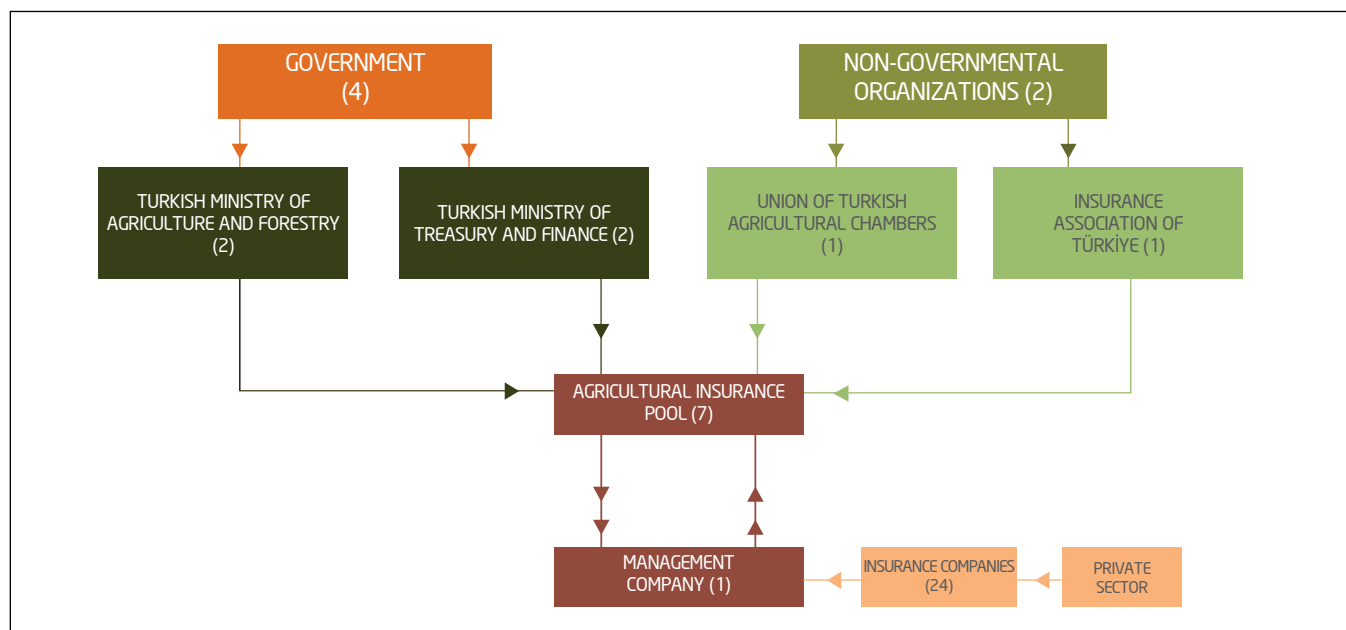 GOVERNMENT
(4)
NON-GOVERNMENTAL
ORGANIZATIONS (2)
TURKISH MINISTRY OF
AGRICULTURE AND FORESTRY
(2)
TURKISH MINISTRY OF
TREASURY AND FINANCE (2)
UNION OF TURKISH
AGRICULTURAL CHAMBERS
(1)
INSURANCE
ASSOCIATION OF
TÜRKİYE (1)
AGRICULTURAL INSURANCE
POOL (7)
MANAGEMENT
COMPANY (1)
INSURANCE COMPANIES
(24)
PRIVATE
SECTOR